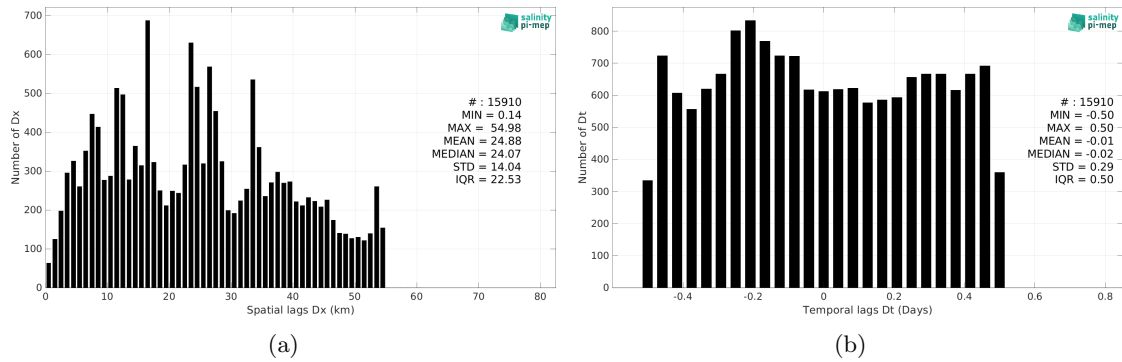 700
600
500
400
300
200
100
0
Number of Dx
0 10 20 30 40 50 60 70 80
Spatial lags Dx (km)
salinity
pi-mep
# : 15910
MIN = 0.14
MAX = 54.98
MEAN = 24.88
MEDIAN = 24.07
STD = 14.04
IQR = 22.53
(a)
800
700
600
500
400
300
200
100
0
Number of Dt
-0.4 -0.2 0 0.2 0.4 0.6 0.8
Temporal lags Dt (Days)
salinity
pi-mep
# : 15910
MIN = -0.50
MAX = 0.50
MEAN = -0.01
MEDIAN = -0.02
STD = 0.29
IQR = 0.50
(b)